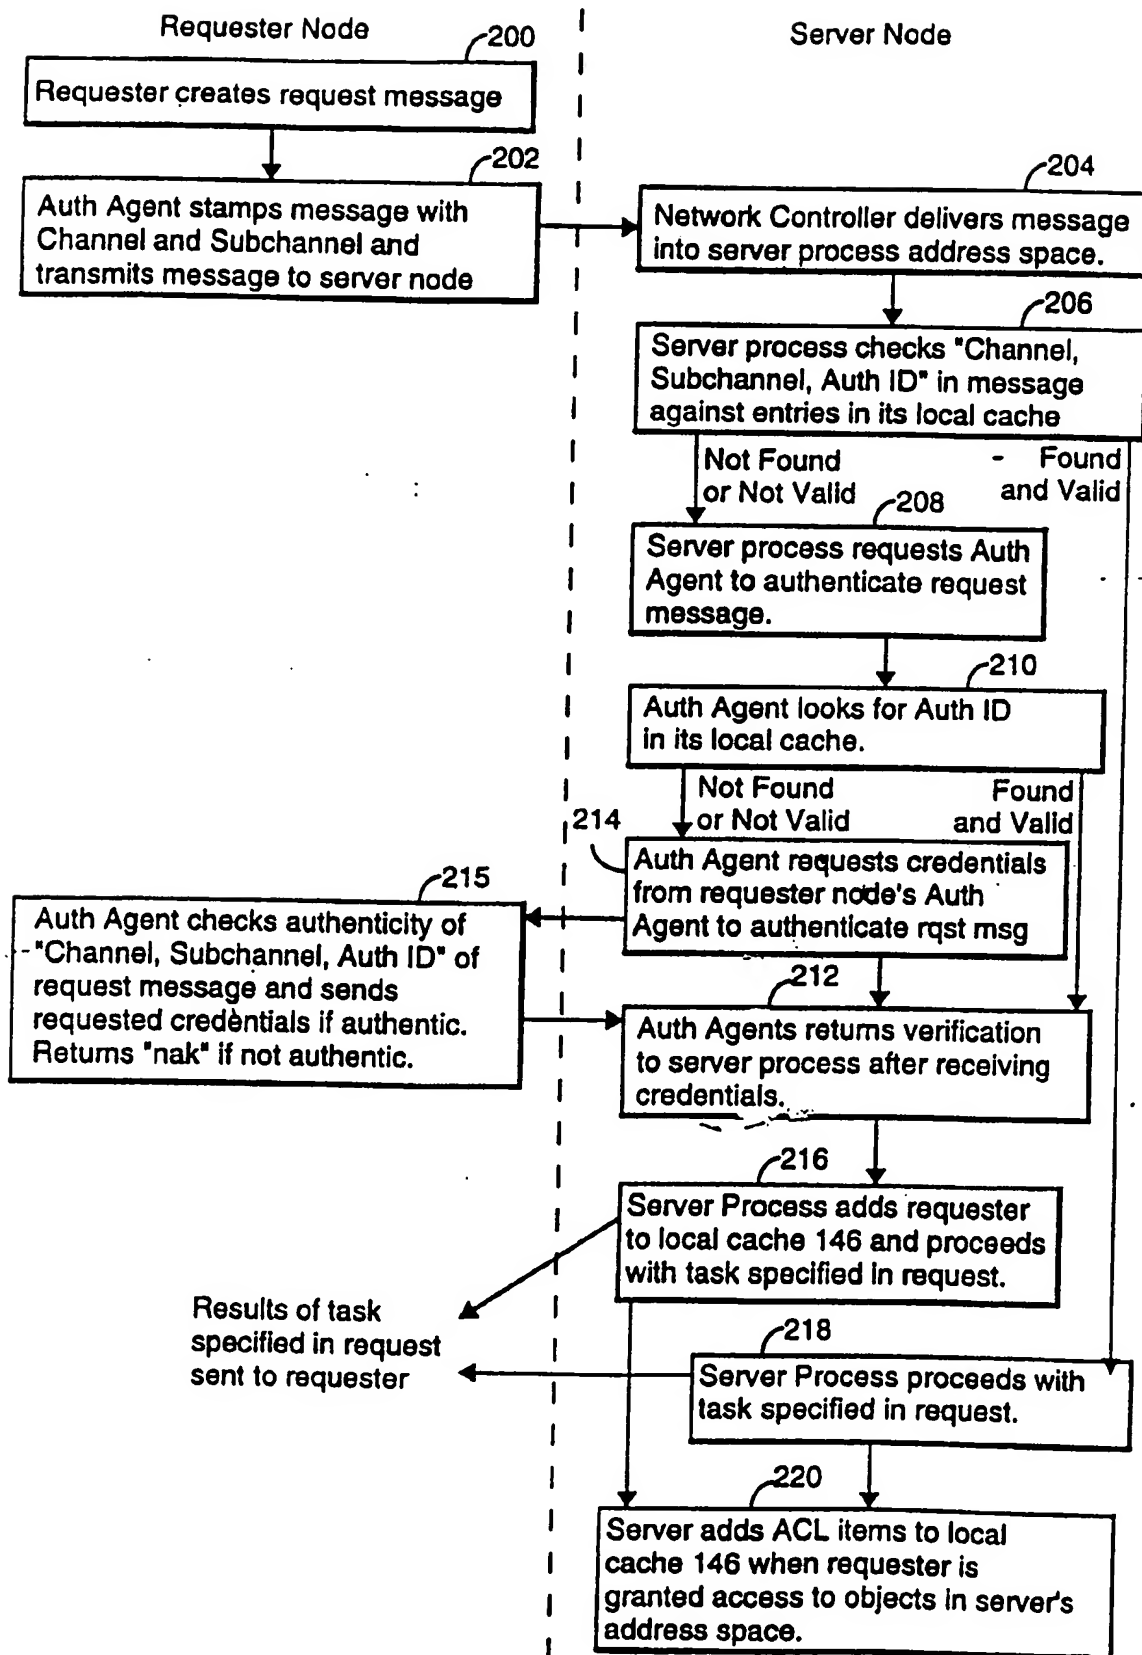 Requester Node
Server Node
200
Requester creates request message
202
Auth Agent stamps message with
Channel and Subchannel and
transmits message to server node
204
Network Controller delivers message
into server process address space.
206
Server process checks "Channel,
Subchannel, Auth ID" in message
against entries in its local cache
Not Found
or Not Valid
Found
and Valid
208
Server process requests Auth
Agent to authenticate request
message.
210
Auth Agent looks for Auth ID
in its local cache.
Not Found
or Not Valid
Found
and Valid
214
Auth Agent requests credentials
from requester node's Auth
Agent to authenticate rqst msg
215
Auth Agent checks authenticity of
"Channel, Subchannel, Auth ID" of
request message and sends
requested credentials if authentic.
Returns "nak" if not authentic.
212
Auth Agents returns verification
to server process after receiving
credentials.
216
Server Process adds requester
to local cache 146 and proceeds
with task specified in request.
Results of task
specified in request
sent to requester
218
Server Process proceeds with
task specified in request.
220
Server adds ACL items to local
cache 146 when requester is
granted access to objects in server's
address space.